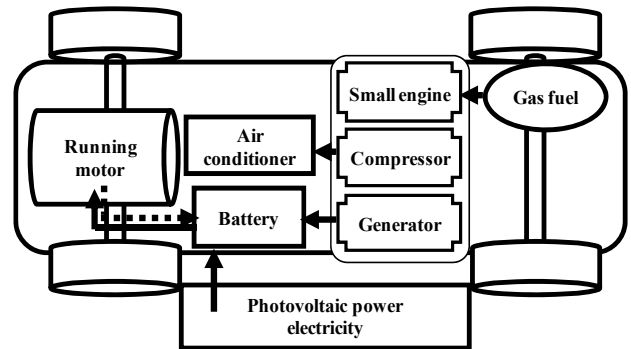 Small engine
Gas fuel
Air
conditioner
Compressor
Running
motor
Battery
Generator
Photovoltaic power
electricity